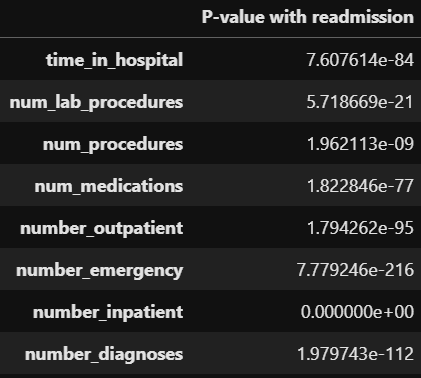 P-value with readmission
time_in_hospital 7.607614e-84
num_lab_procedures 5.718669e-21
num_procedures 1.962113e-09
num_medications 1.822846e-77
number_outpatient 1.794262e-95
number_emergency 7.779246e-216
number_inpatient 0.000000e+00
number_diagnoses 1.979743e-112